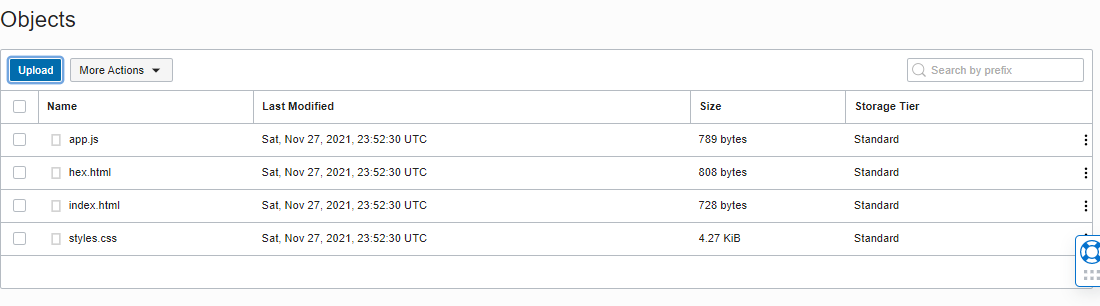 Objects
Upload More Actions Search by prefix
Name Last Modified Size Storage Tier
app.js Sat, Nov 27, 2021, 23:52:30 UTC 789 bytes Standard
hex.html Sat, Nov 27, 2021, 23:52:30 UTC 808 bytes Standard
index.html Sat, Nov 27, 2021, 23:52:30 UTC 728 bytes Standard
styles.css Sat, Nov 27, 2021, 23:52:30 UTC 4.27 KiB Standard